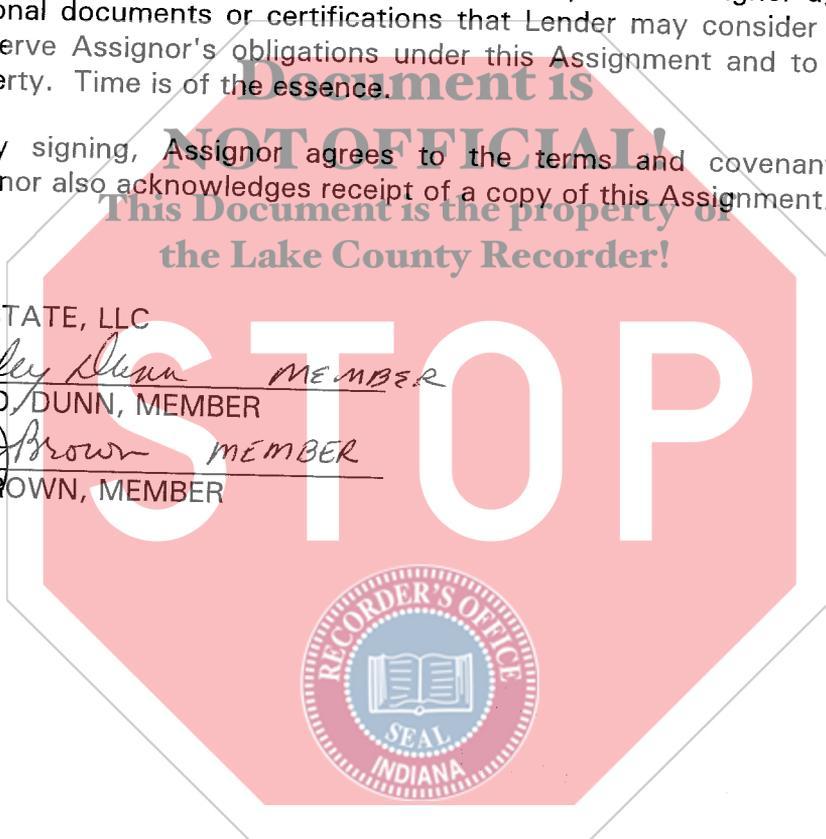 onal documents or certifications that Lender may consider
erve Assignor's obligations under this Assignment and to
erty. Time is of the essence.
Document is
NOT OFFICIAL!
y signing, Assignor agrees to the terms and covenan
nor also acknowledges receipt of a copy of this Assignment.
This Document is the property of
the Lake County Recorder!
TATE, LLC
ley Dunn MEMBER
D. DUNN, MEMBER
Brown MEMBER
OWN, MEMBER
STOP
RECORDER'S OFFICE
SEAL
INDIANA